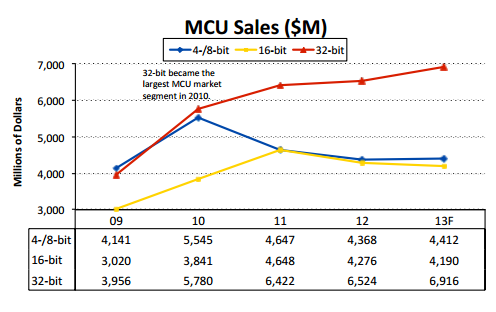 MCU Sales ($M)
4-/8-bit 16-bit 32-bit
32-bit became the
largest MCU market
segment in 2010.
Millions of Dollars
7,000
6,000
5,000
4,000
3,000
09 10 11 12 13F
4-/8-bit 4,141 5,545 4,647 4,368 4,412
16-bit 3,020 3,841 4,648 4,276 4,190
32-bit 3,956 5,780 6,422 6,524 6,916